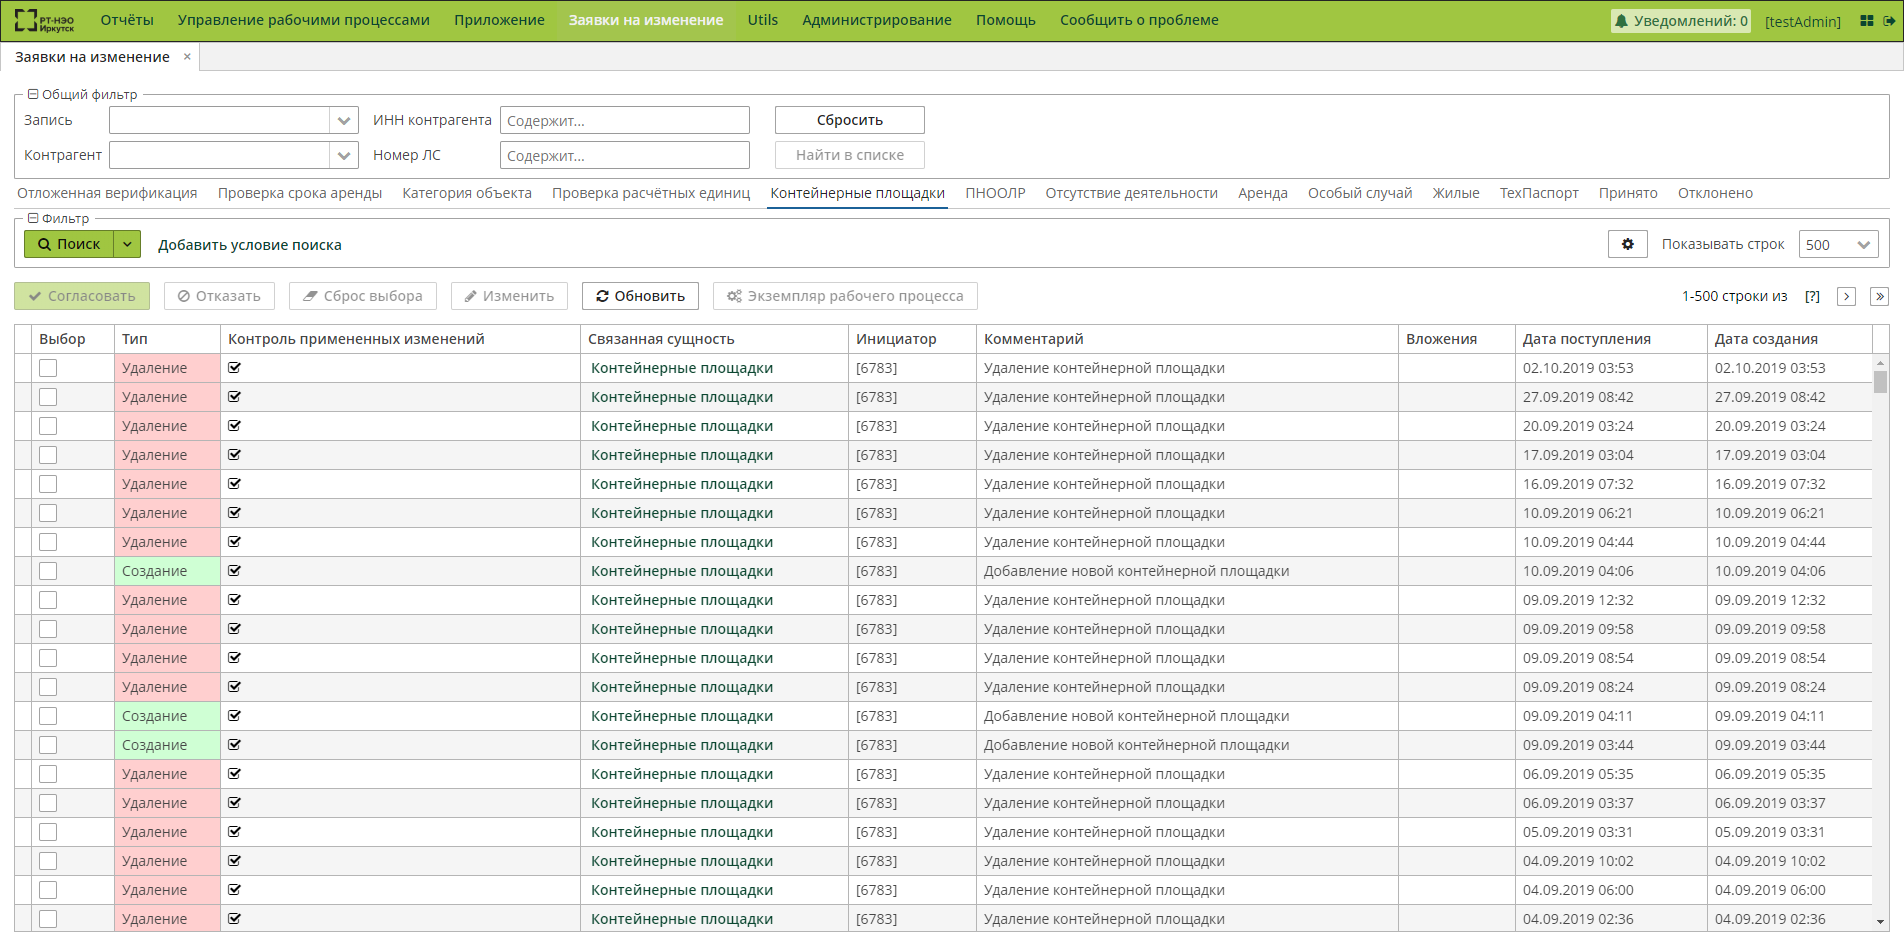 РТ-НЭО Иркутск Отчёты Управление рабочими процессами Приложение Заявки на изменение Utils Администрирование Помощь Сообщить о проблеме Уведомлений: 0 [testAdmin]
Заявки на изменение ×
Общий фильтр
Запись ИНН контрагента Содержит... Сбросить
Контрагент Номер ЛС Содержит... Найти в списке
Отложенная верификация Проверка срока аренды Категория объекта Проверка расчётных единиц Контейнерные площадки ПНООЛР Отсутствие деятельности Аренда Особый случай Жилые ТехПаспорт Принято Отклонено
Фильтр
Поиск Добавить условие поиска Показывать строк 500
Согласовать Отказать Сброс выбора Изменить Обновить Экземпляр рабочего процесса 1-500 строки из [?]
Выбор Тип Контроль примененных изменений Связанная сущность Инициатор Комментарий Вложения Дата поступления Дата создания
Удаление Контейнерные площадки [6783] Удаление контейнерной площадки 02.10.2019 03:53 02.10.2019 03:53
Удаление Контейнерные площадки [6783] Удаление контейнерной площадки 27.09.2019 08:42 27.09.2019 08:42
Удаление Контейнерные площадки [6783] Удаление контейнерной площадки 20.09.2019 03:24 20.09.2019 03:24
Удаление Контейнерные площадки [6783] Удаление контейнерной площадки 17.09.2019 03:04 17.09.2019 03:04
Удаление Контейнерные площадки [6783] Удаление контейнерной площадки 16.09.2019 07:32 16.09.2019 07:32
Удаление Контейнерные площадки [6783] Удаление контейнерной площадки 10.09.2019 06:21 10.09.2019 06:21
Удаление Контейнерные площадки [6783] Удаление контейнерной площадки 10.09.2019 04:44 10.09.2019 04:44
Создание Контейнерные площадки [6783] Добавление новой контейнерной площадки 10.09.2019 04:06 10.09.2019 04:06
Удаление Контейнерные площадки [6783] Удаление контейнерной площадки 09.09.2019 12:32 09.09.2019 12:32
Удаление Контейнерные площадки [6783] Удаление контейнерной площадки 09.09.2019 09:58 09.09.2019 09:58
Удаление Контейнерные площадки [6783] Удаление контейнерной площадки 09.09.2019 08:54 09.09.2019 08:54
Удаление Контейнерные площадки [6783] Удаление контейнерной площадки 09.09.2019 08:24 09.09.2019 08:24
Создание Контейнерные площадки [6783] Добавление новой контейнерной площадки 09.09.2019 04:11 09.09.2019 04:11
Создание Контейнерные площадки [6783] Добавление новой контейнерной площадки 09.09.2019 03:44 09.09.2019 03:44
Удаление Контейнерные площадки [6783] Удаление контейнерной площадки 06.09.2019 05:35 06.09.2019 05:35
Удаление Контейнерные площадки [6783] Удаление контейнерной площадки 06.09.2019 03:37 06.09.2019 03:37
Удаление Контейнерные площадки [6783] Удаление контейнерной площадки 05.09.2019 03:31 05.09.2019 03:31
Удаление Контейнерные площадки [6783] Удаление контейнерной площадки 04.09.2019 10:02 04.09.2019 10:02
Удаление Контейнерные площадки [6783] Удаление контейнерной площадки 04.09.2019 06:00 04.09.2019 06:00
Удаление Контейнерные площадки [6783] Удаление контейнерной площадки 04.09.2019 02:36 04.09.2019 02:36